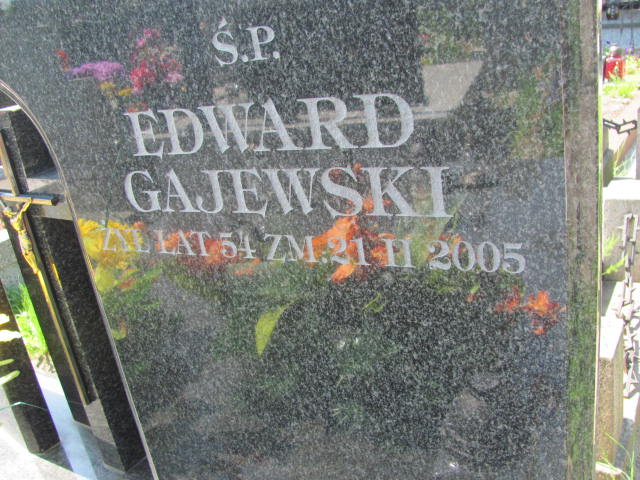 Ś.P.
EDWARD
GAJEWSKI
ŻYŁ LAT 54 ZM. 21 II 2005